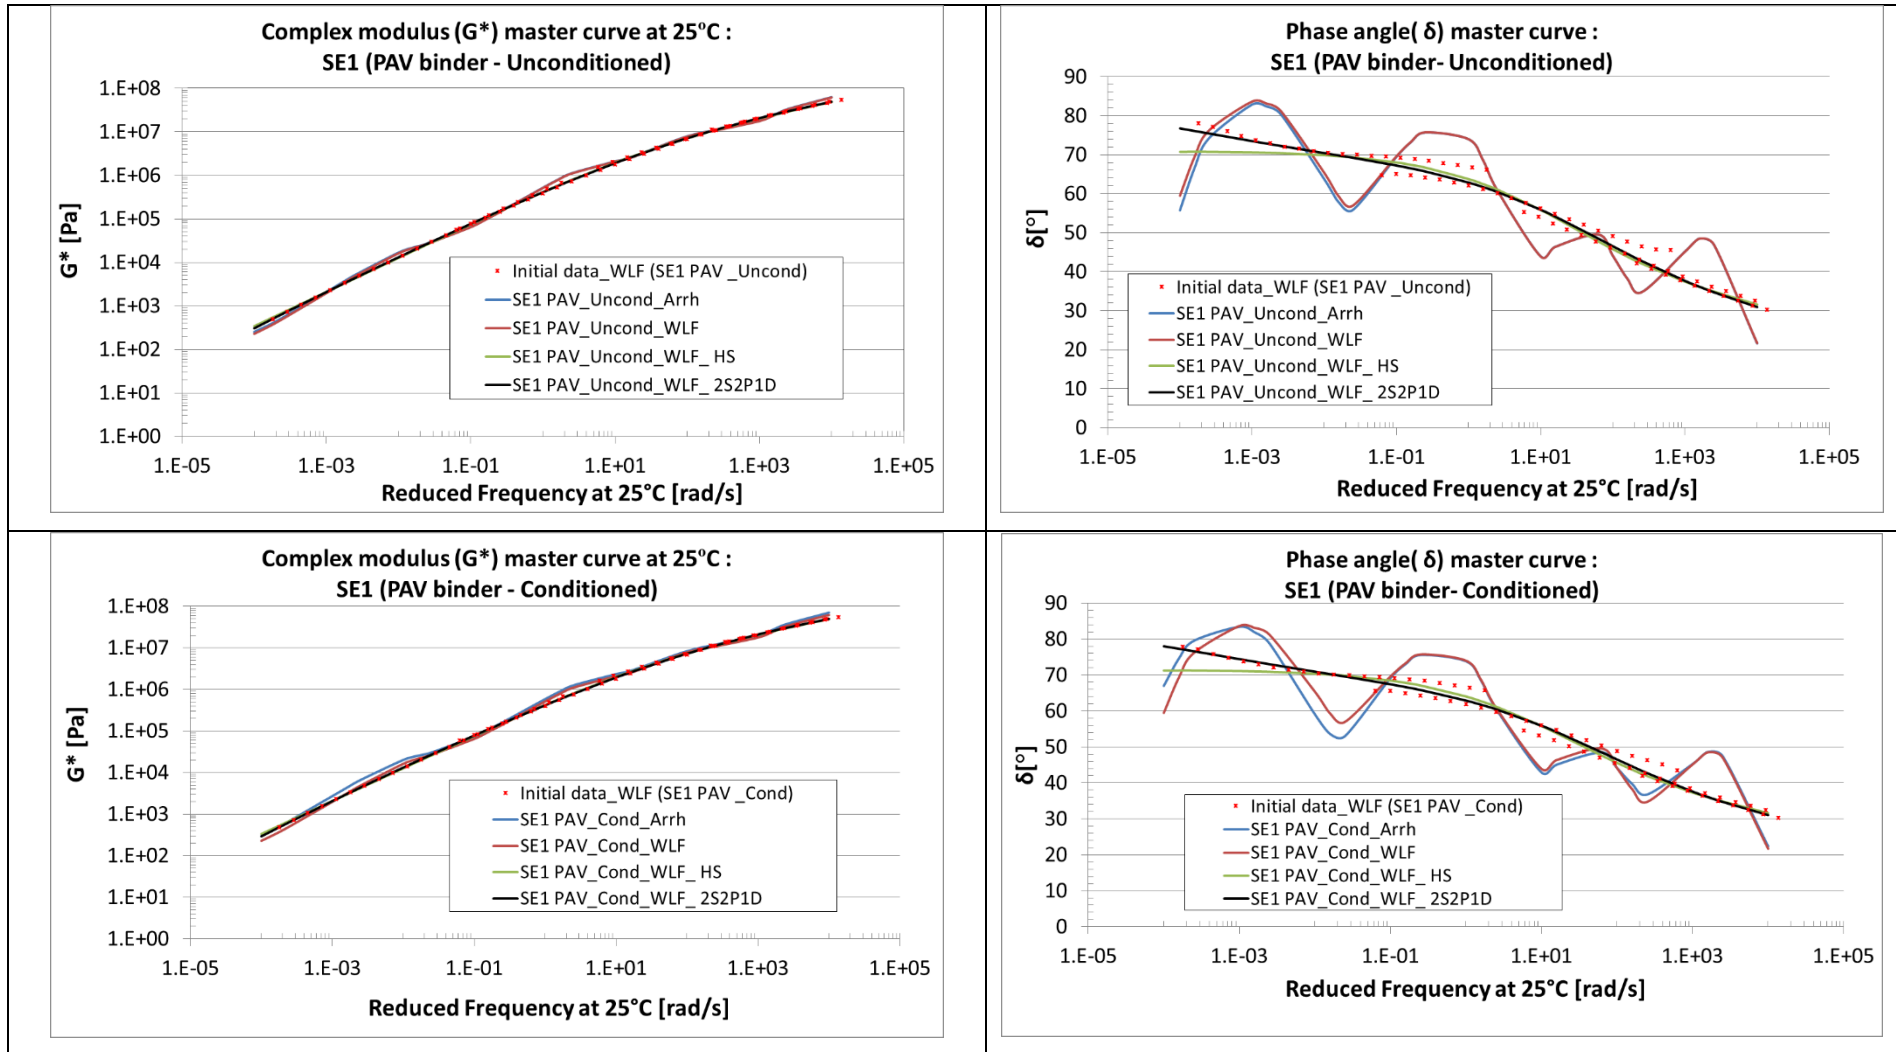 Complex modulus (G*) master curve at 25°C :
SE1 (PAV binder - Unconditioned)
G* [Pa]
1.E+08
1.E+07
1.E+06
1.E+05
1.E+04
1.E+03
1.E+02
1.E+01
1.E+00
1.E-05
1.E-03
1.E-01
1.E+01
1.E+03
1.E+05
Reduced Frequency at 25°C [rad/s]
Initial data_WLF (SE1 PAV _Uncond)
SE1 PAV_Uncond_Arrh
SE1 PAV_Uncond_WLF
SE1 PAV_Uncond_WLF_ HS
SE1 PAV_Uncond_WLF_ 2S2P1D
Phase angle( δ) master curve :
SE1 (PAV binder- Unconditioned)
δ[°]
90
80
70
60
50
40
30
20
10
0
1.E-05
1.E-03
1.E-01
1.E+01
1.E+03
1.E+05
Reduced Frequency at 25°C [rad/s]
Initial data_WLF (SE1 PAV _Uncond)
SE1 PAV_Uncond_Arrh
SE1 PAV_Uncond_WLF
SE1 PAV_Uncond_WLF_ HS
SE1 PAV_Uncond_WLF_ 2S2P1D
Complex modulus (G*) master curve at 25°C :
SE1 (PAV binder - Conditioned)
G* [Pa]
1.E+08
1.E+07
1.E+06
1.E+05
1.E+04
1.E+03
1.E+02
1.E+01
1.E+00
1.E-05
1.E-03
1.E-01
1.E+01
1.E+03
1.E+05
Reduced Frequency at 25°C [rad/s]
Initial data_WLF (SE1 PAV _Cond)
SE1 PAV_Cond_Arrh
SE1 PAV_Cond_WLF
SE1 PAV_Cond_WLF_ HS
SE1 PAV_Cond_WLF_ 2S2P1D
Phase angle( δ) master curve :
SE1 (PAV binder- Conditioned)
δ[°]
90
80
70
60
50
40
30
20
10
0
1.E-05
1.E-03
1.E-01
1.E+01
1.E+03
1.E+05
Reduced Frequency at 25°C [rad/s]
Initial data_WLF (SE1 PAV _Cond)
SE1 PAV_Cond_Arrh
SE1 PAV_Cond_WLF
SE1 PAV_Cond_WLF_ HS
SE1 PAV_Cond_WLF_ 2S2P1D